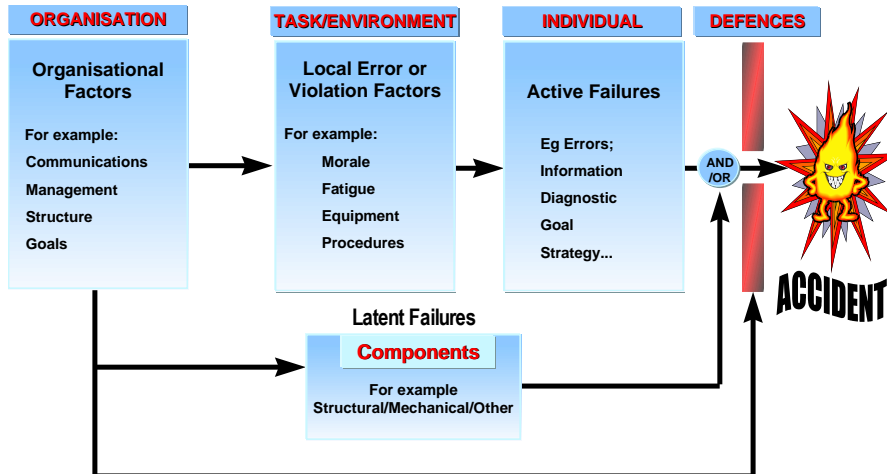 ORGANISATION
Organisational
Factors
For example:
Communications
Management
Structure
Goals
TASK/ENVIRONMENT
Local Error or
Violation Factors
For example:
Morale
Fatigue
Equipment
Procedures
INDIVIDUAL
Active Failures
Eg Errors;
Information
Diagnostic
Goal
Strategy...
DEFENCES
AND
/OR
ACCIDENT
Latent Failures
Components
For example
Structural/Mechanical/Other